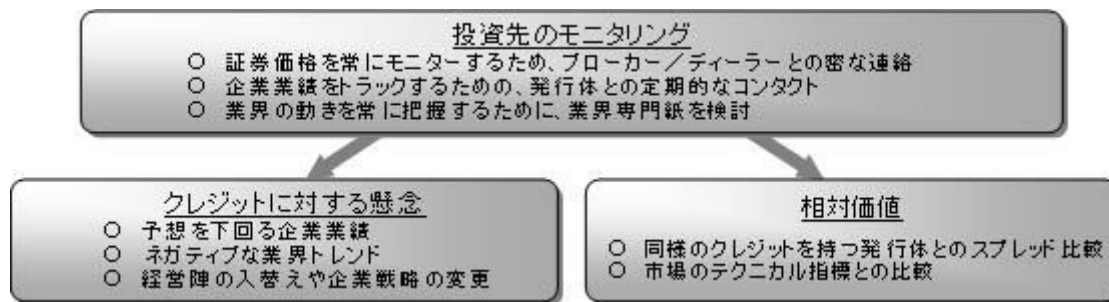 投資先のモニタリング
○ 証券価格を常にモニターするため、ブローカー／ディーラーとの密な連絡
○ 企業業績をトラックするための、発行体との定期的なコンタクト
○ 業界の動きを常に把握するために、業界専門紙を検討
クレジットに対する懸念
○ 予想を下回る企業業績
○ ネガティブな業界トレンド
○ 経営陣の入替えや企業戦略の変更
相対価値
○ 同様のクレジットを持つ発行体とのスプレッド比較
○ 市場のテクニカル指標との比較